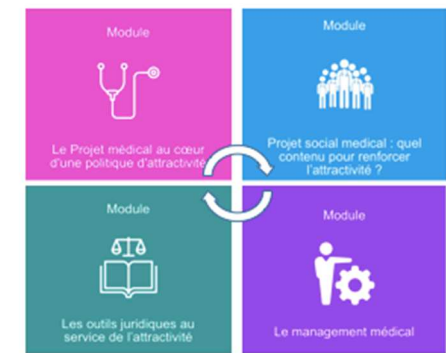 Module
Le Projet médical au cœur
d'une politique d'attractivité
Module
Projet social medical : quel
contenu pour renforcer
l'attractivité ?
Module
Les outils juridiques au
service de l'attractivité
Module
Le management médical